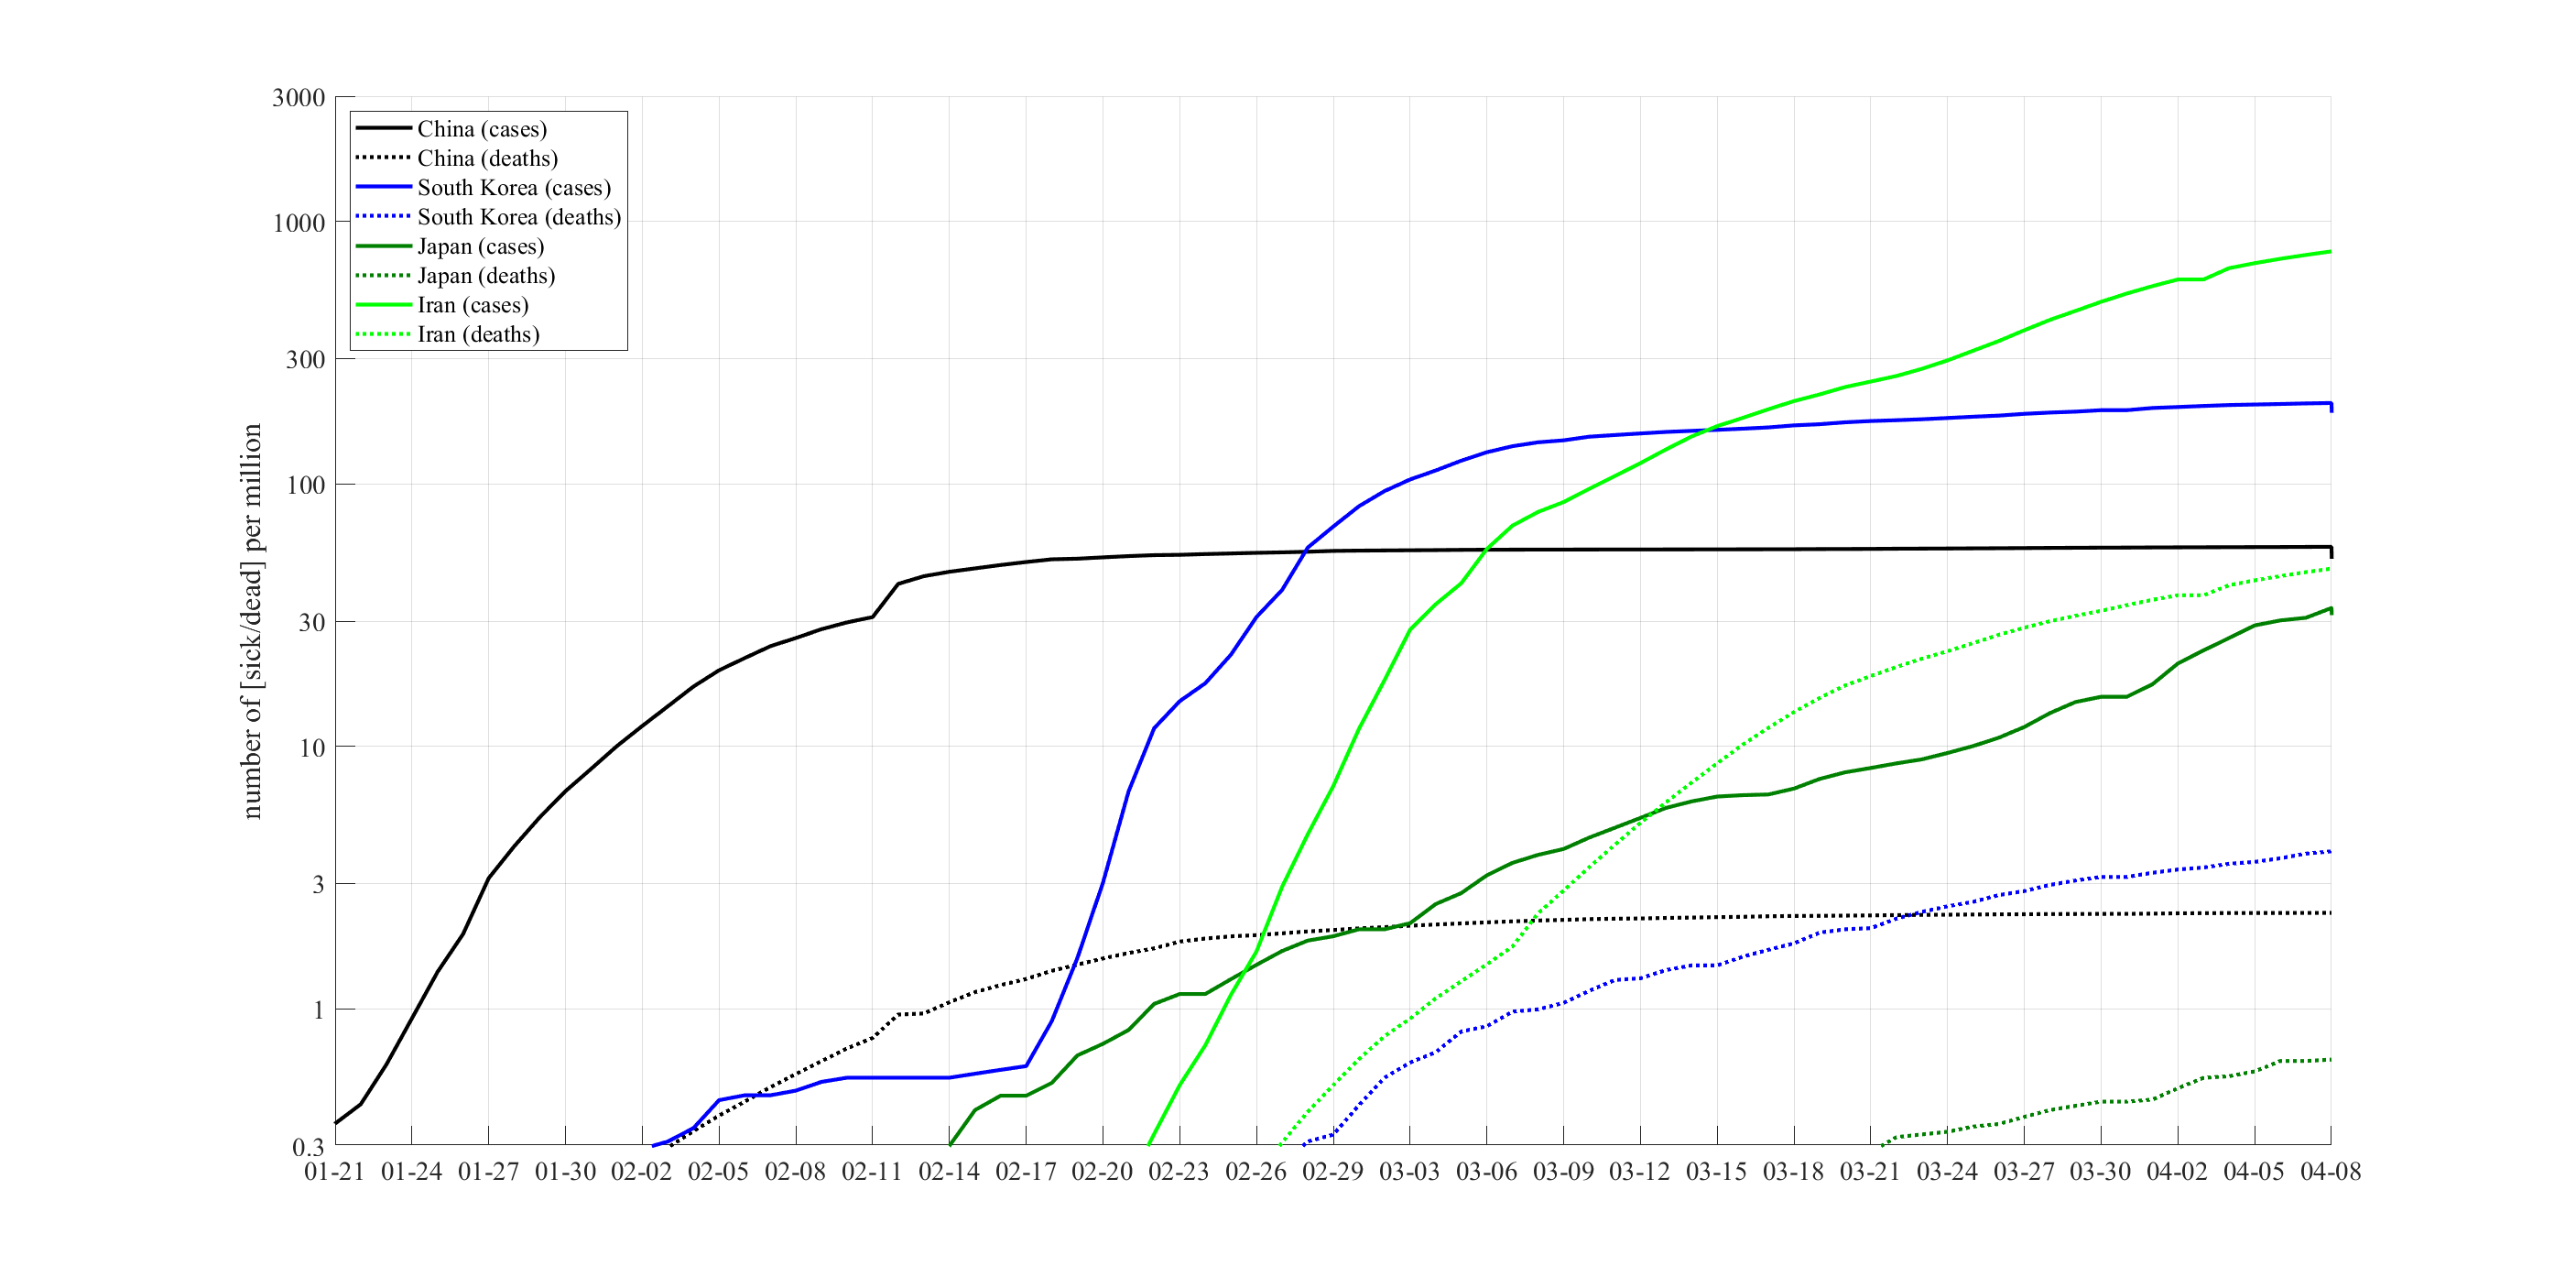 3000
1000
300
100
30
10
3
1
0.3
number of [sick/dead] per million
China (cases)
China (deaths)
South Korea (cases)
South Korea (deaths)
Japan (cases)
Japan (deaths)
Iran (cases)
Iran (deaths)
01-21 01-24 01-27 01-30 02-02 02-05 02-08 02-11 02-14 02-17 02-20 02-23 02-26 02-29 03-03 03-06 03-09 03-12 03-15 03-18 03-21 03-24 03-27 03-30 04-02 04-05 04-08